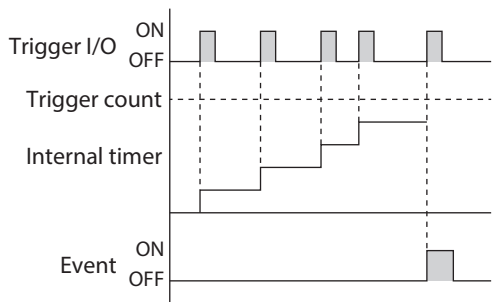 ON
Trigger I/O
OFF
Trigger count
Internal timer
ON
Event
OFF